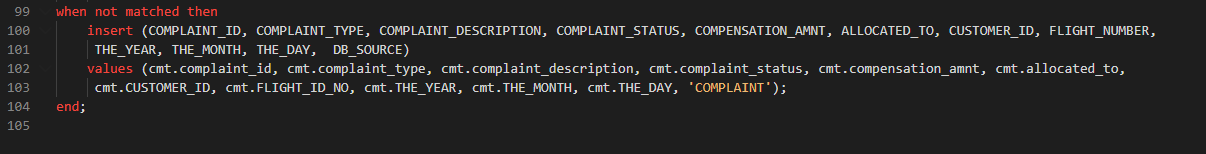 99 when not matched then
100 insert (COMPLAINT_ID, COMPLAINT_TYPE, COMPLAINT_DESCRIPTION, COMPLAINT_STATUS, COMPENSATION_AMNT, ALLOCATED_TO, CUSTOMER_ID, FLIGHT_NUMBER,
101 THE_YEAR, THE_MONTH, THE_DAY,  DB_SOURCE)
102 values (cmt.complaint_id, cmt.complaint_type, cmt.complaint_description, cmt.complaint_status, cmt.compensation_amnt, cmt.allocated_to,
103 cmt.CUSTOMER_ID, cmt.FLIGHT_ID_NO, cmt.THE_YEAR, cmt.THE_MONTH, cmt.THE_DAY, 'COMPLAINT');
104 end;
105